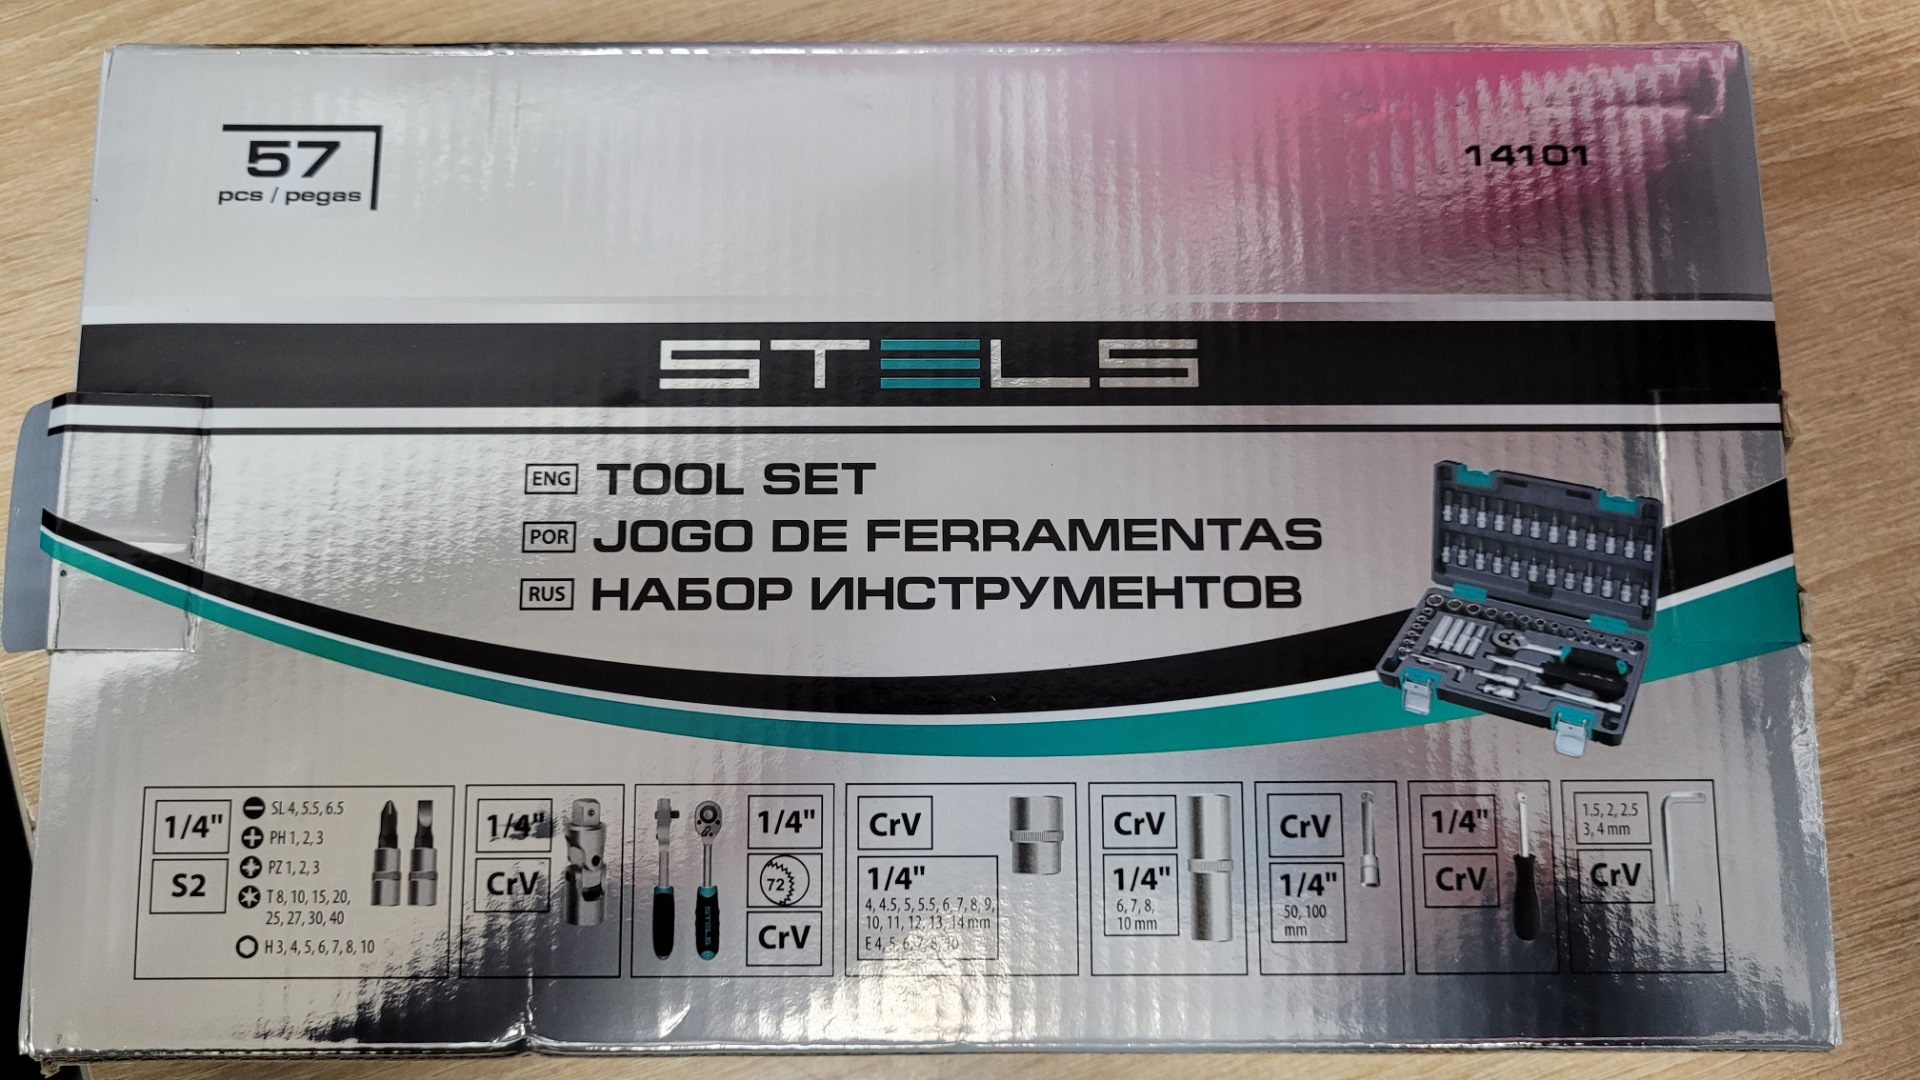 57
pcs / pegas
14101
STELS
ENG TOOL SET
POR JOGO DE FERRAMENTAS
RUS НАБОР ИНСТРУМЕНТОВ
1/4"
S2
SL 4, 5.5, 6.5
PH 1, 2, 3
PZ 1, 2, 3
T 8, 10, 15, 20,
25, 27, 30, 40
H 3, 4, 5, 6, 7, 8, 10
1/4"
CrV
STELS
1/4"
72
CrV
CrV
1/4"
4, 4.5, 5, 5.5, 6, 7, 8, 9,
10, 11, 12, 13, 14 mm
E 4, 5, 6, 7, 8, 10
CrV
1/4"
6, 7, 8,
10 mm
CrV
1/4"
50, 100
mm
1/4"
CrV
1.5, 2, 2.5
3, 4 mm
CrV